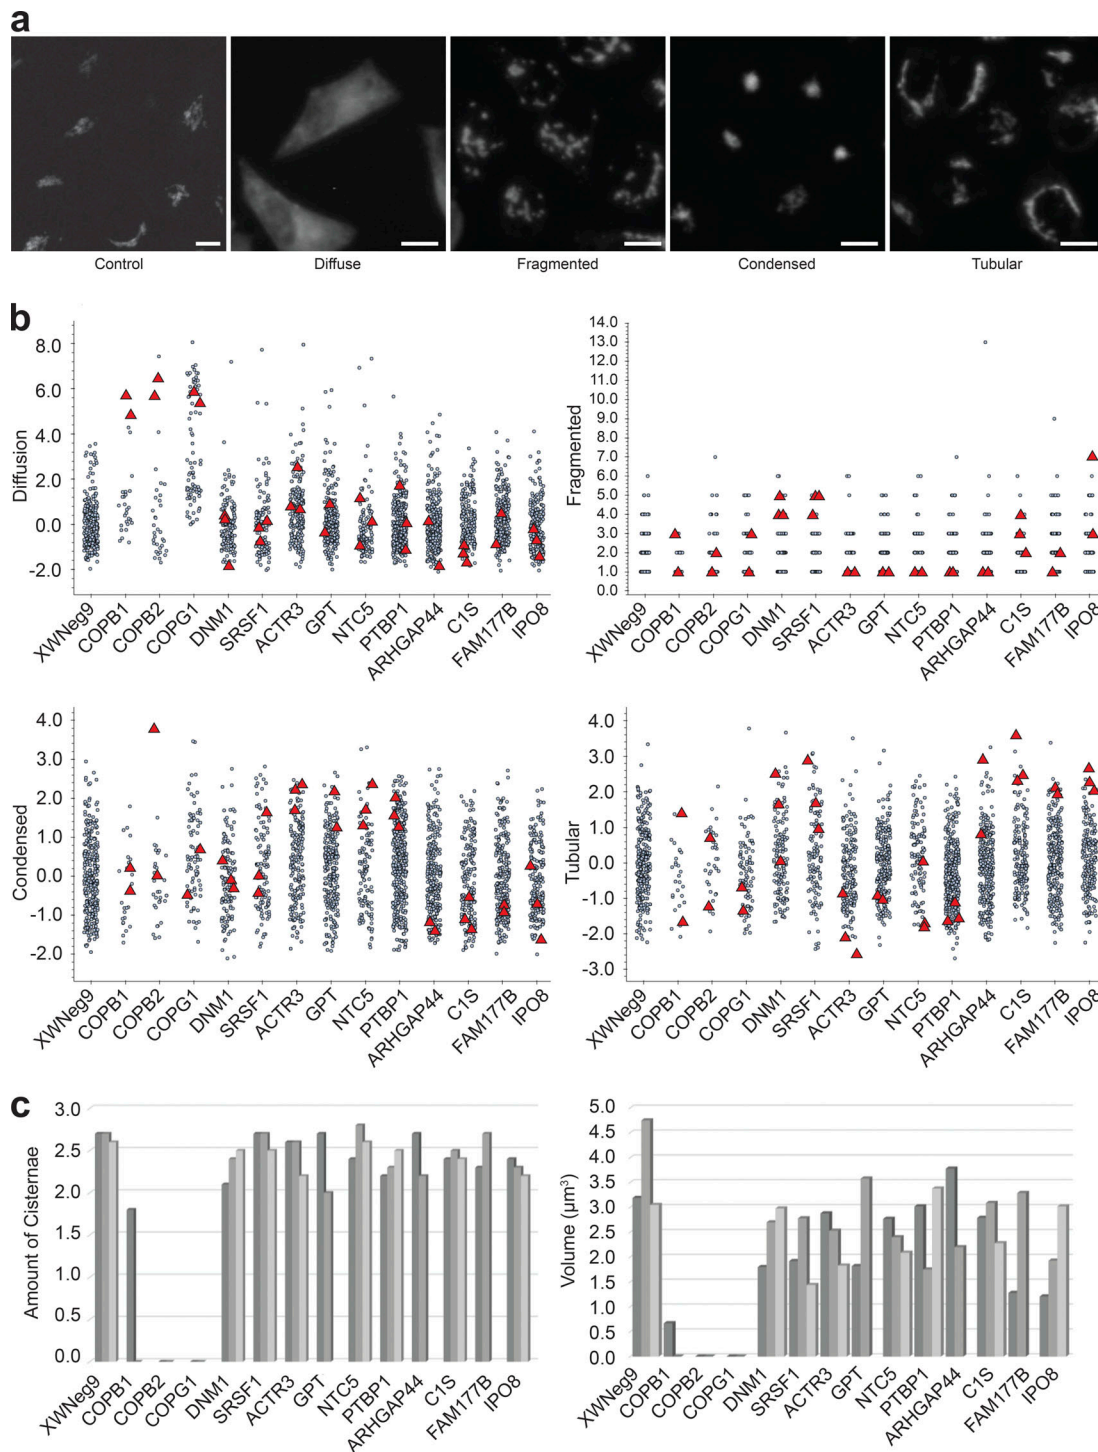 a
Control
Diffuse
Fragmented
Condensed
Tubular
b
Diffusion
8.0
6.0
4.0
2.0
0.0
-2.0
XWNeg9
COPB1
COPB2
COPG1
DNM1
SRSF1
ACTR3
GPT
NTC5
PTBP1
ARHGAP44
C1S
FAM177B
IPO8
Fragmented
14.0
13.0
12.0
11.0
10.0
9.0
8.0
7.0
6.0
5.0
4.0
3.0
2.0
1.0
0.0
XWNeg9
COPB1
COPB2
COPG1
DNM1
SRSF1
ACTR3
GPT
NTC5
PTBP1
ARHGAP44
C1S
FAM177B
IPO8
Condensed
4.0
3.0
2.0
1.0
0.0
-1.0
-2.0
XWNeg9
COPB1
COPB2
COPG1
DNM1
SRSF1
ACTR3
GPT
NTC5
PTBP1
ARHGAP44
C1S
FAM177B
IPO8
Tubular
4.0
3.0
2.0
1.0
0.0
-1.0
-2.0
-3.0
XWNeg9
COPB1
COPB2
COPG1
DNM1
SRSF1
ACTR3
GPT
NTC5
PTBP1
ARHGAP44
C1S
FAM177B
IPO8
c
Amount of Cisternae
3.0
2.5
2.0
1.5
1.0
0.5
0.0
XWNeg9
COPB1
COPB2
COPG1
DNM1
SRSF1
ACTR3
GPT
NTC5
PTBP1
ARHGAP44
C1S
FAM177B
IPO8
Volume (µm³)
5.0
4.5
4.0
3.5
3.0
2.5
2.0
1.5
1.0
0.5
0.0
XWNeg9
COPB1
COPB2
COPG1
DNM1
SRSF1
ACTR3
GPT
NTC5
PTBP1
ARHGAP44
C1S
FAM177B
IPO8